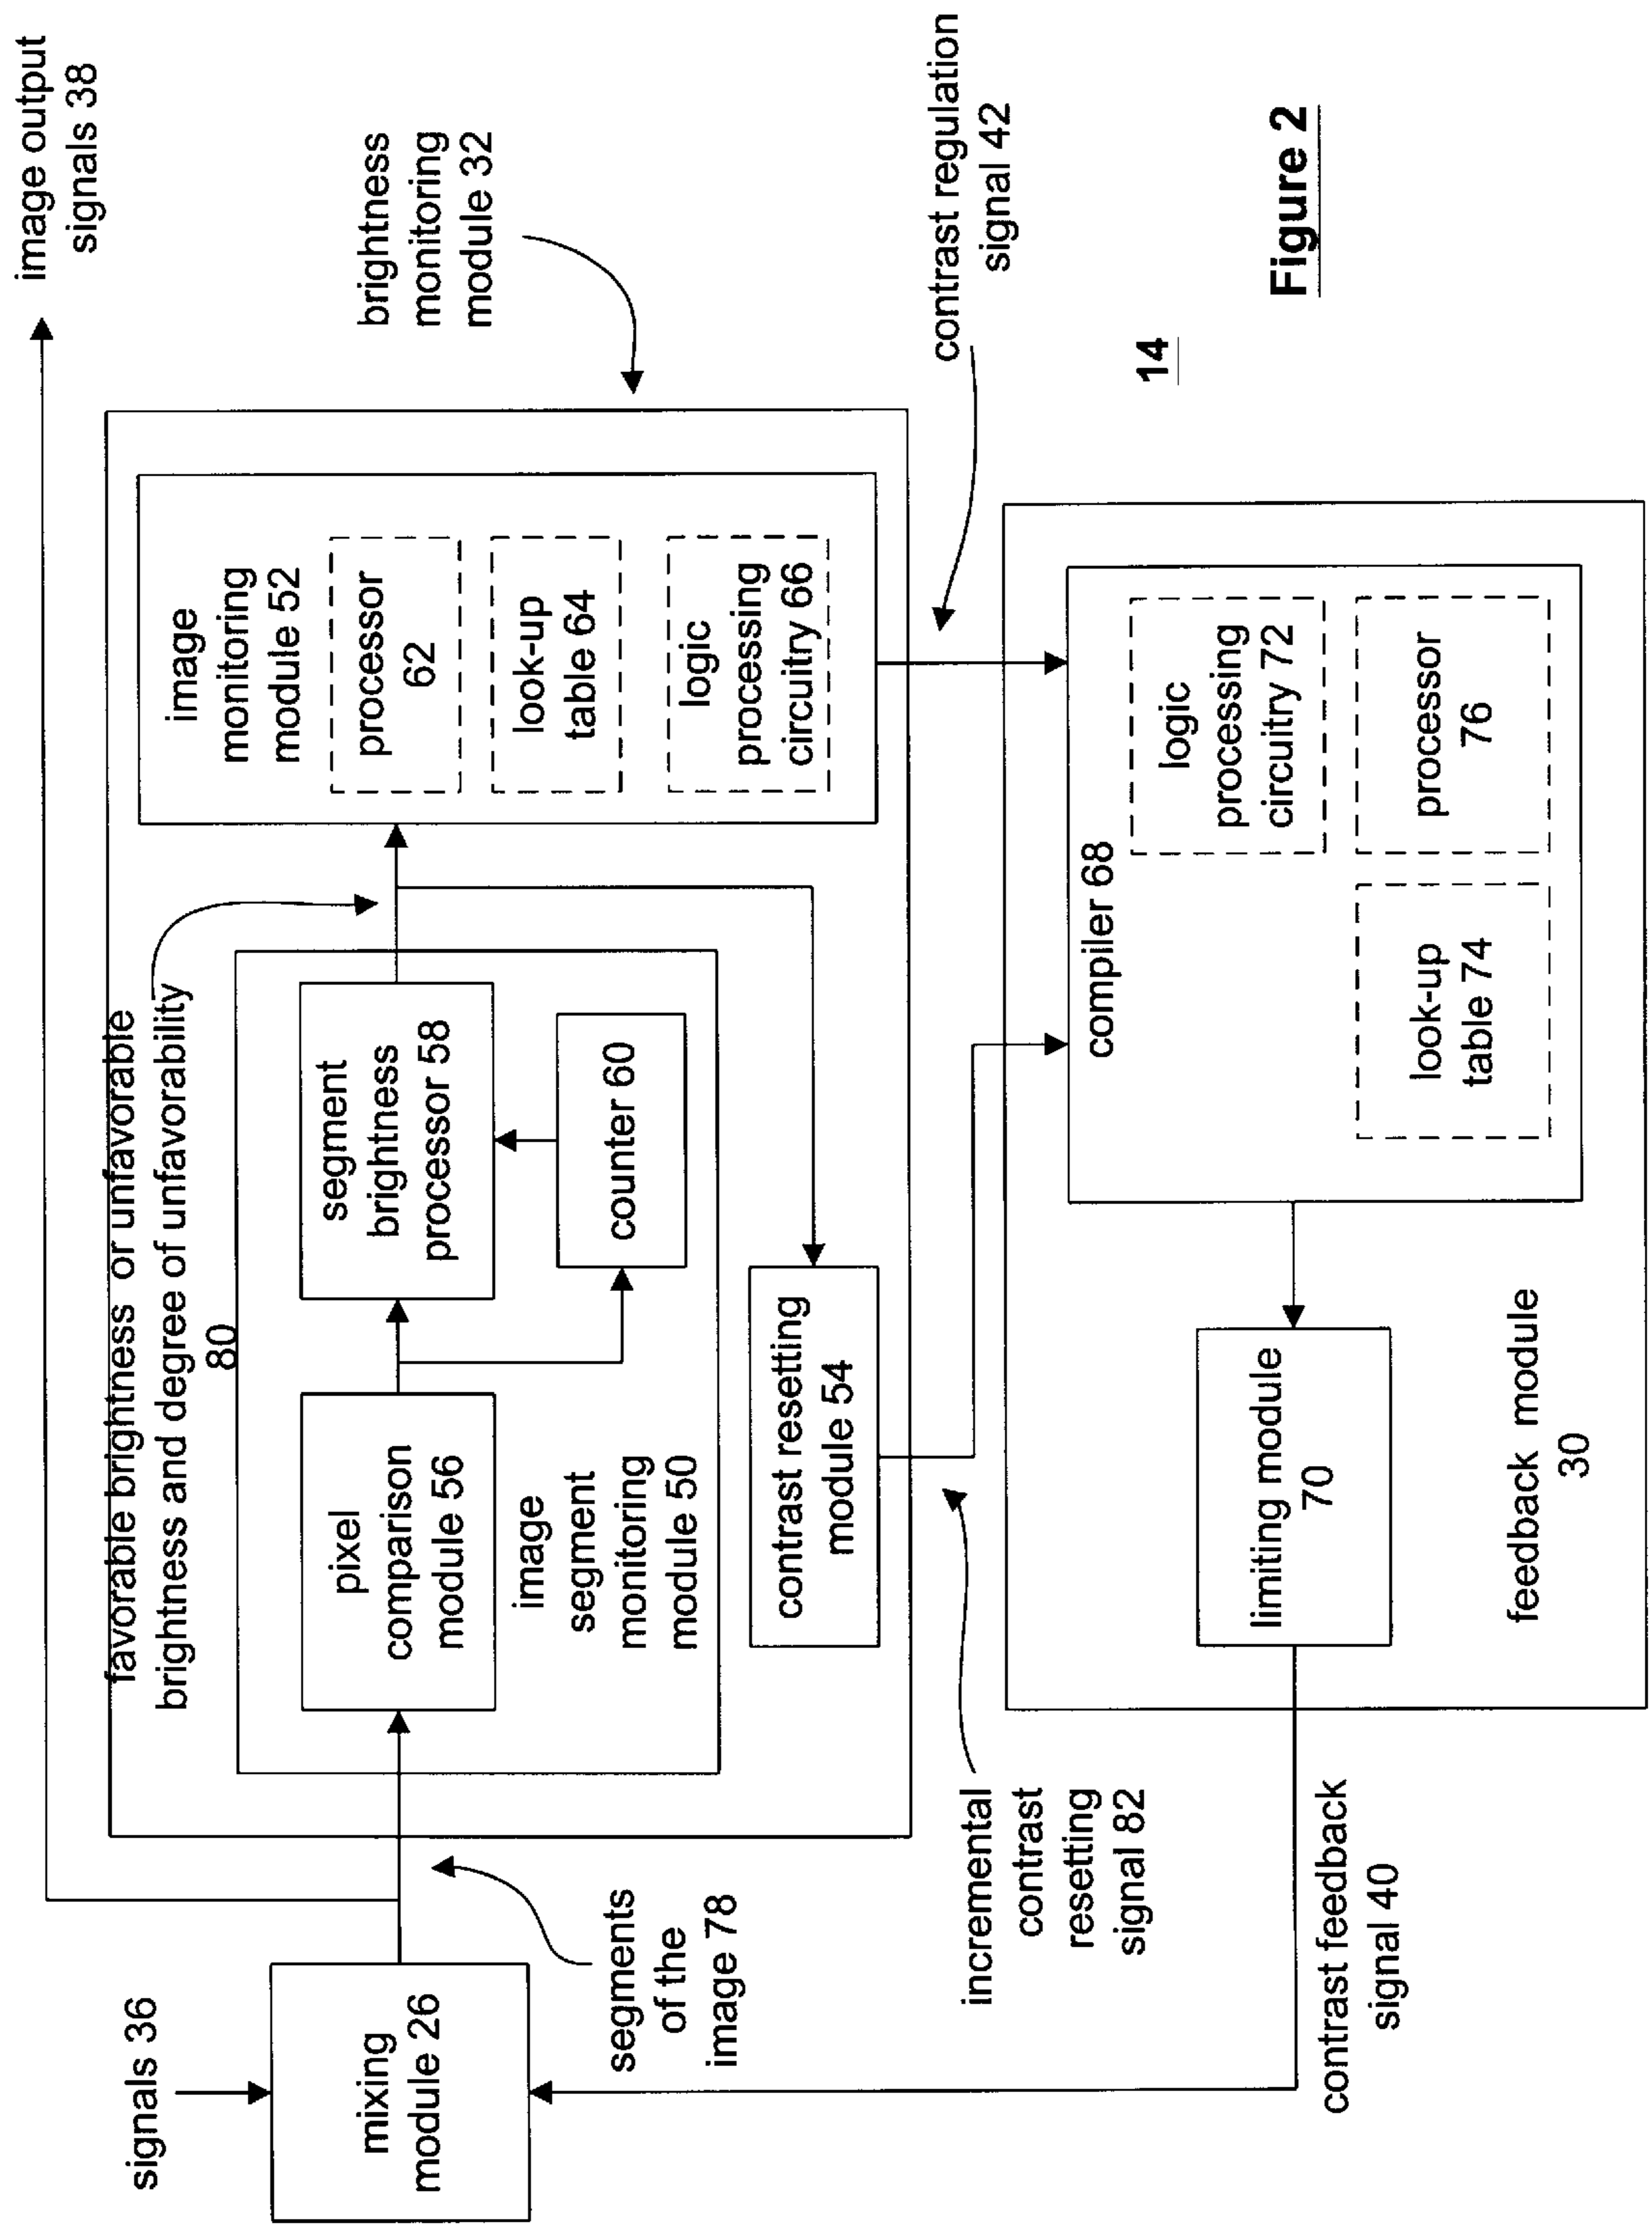 image output
signals 38
signals 36
mixing
module 26
segments
of the
image 78
favorable brightness or unfavorable
brightness and degree of unfavorability
80
pixel
comparison
module 56
segment
brightness
processor 58
counter 60
image
segment
monitoring
module 50
contrast resetting
module 54
image
monitoring
module 52
processor
62
look-up
table 64
logic
processing
circuitry 66
brightness
monitoring
module 32
incremental
contrast
resetting
signal 82
contrast regulation
signal 42
contrast feedback
signal 40
limiting module
70
feedback module
30
compiler 68
logic
processing
circuitry 72
look-up
table 74
processor
76
14
Figure 2